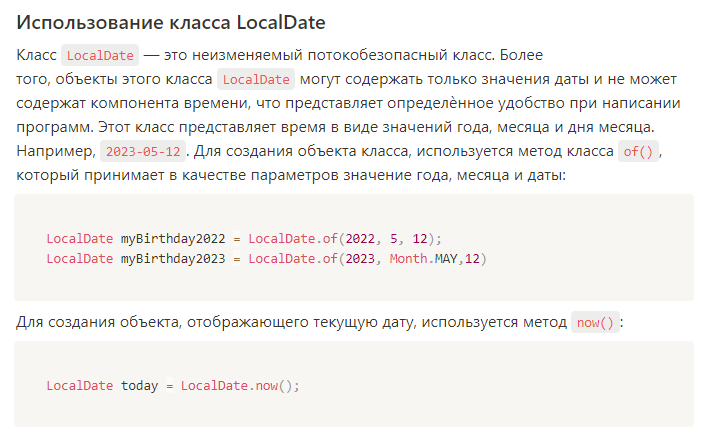 Использование класса LocalDate
Класс LocalDate — это неизменяемый потокобезопасный класс. Более
того, объекты этого класса LocalDate могут содержать только значения даты и не может
содержат компонента времени, что представляет определѐнное удобство при написании
программ. Этот класс представляет время в виде значений года, месяца и дня месяца.
Например, 2023-05-12. Для создания объекта класса, используется метод класса of(),
который принимает в качестве параметров значение года, месяца и даты:
LocalDate myBirthday2022 = LocalDate.of(2022, 5, 12);
LocalDate myBirthday2023 = LocalDate.of(2023, Month.MAY,12)
Для создания объекта, отображающего текущую дату, используется метод now():
LocalDate today = LocalDate.now();